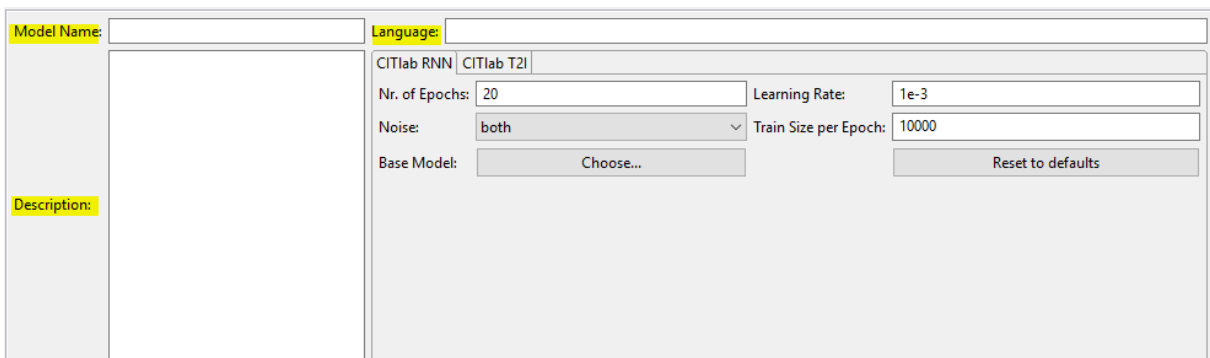 Model Name: Language:
CITlab RNN CITlab T2I
Nr. of Epochs: 20 Learning Rate: 1e-3
Noise: both Train Size per Epoch: 10000
Base Model: Choose... Reset to defaults
Description: